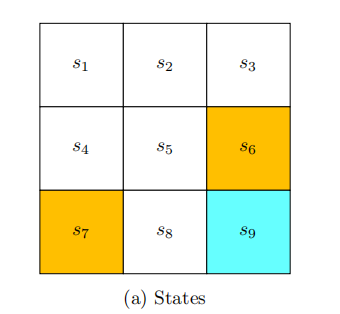 s₁ s₂ s₃
s₄ s₅ s₆
s₇ s₈ s₉
(a) States